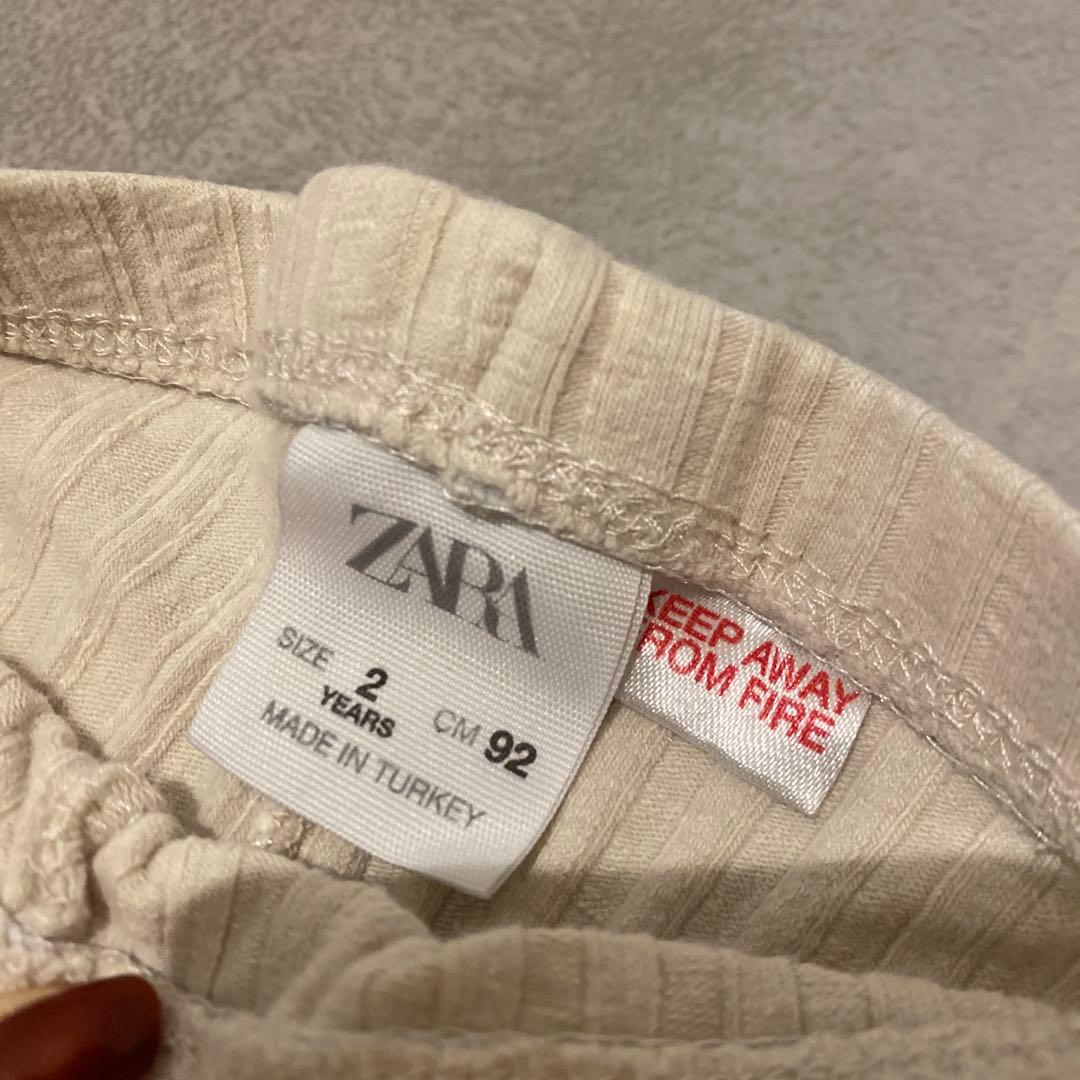 ZARA
SIZE 2 YEARS CM 92
MADE IN TURKEY
KEEP AWAY
FROM FIRE